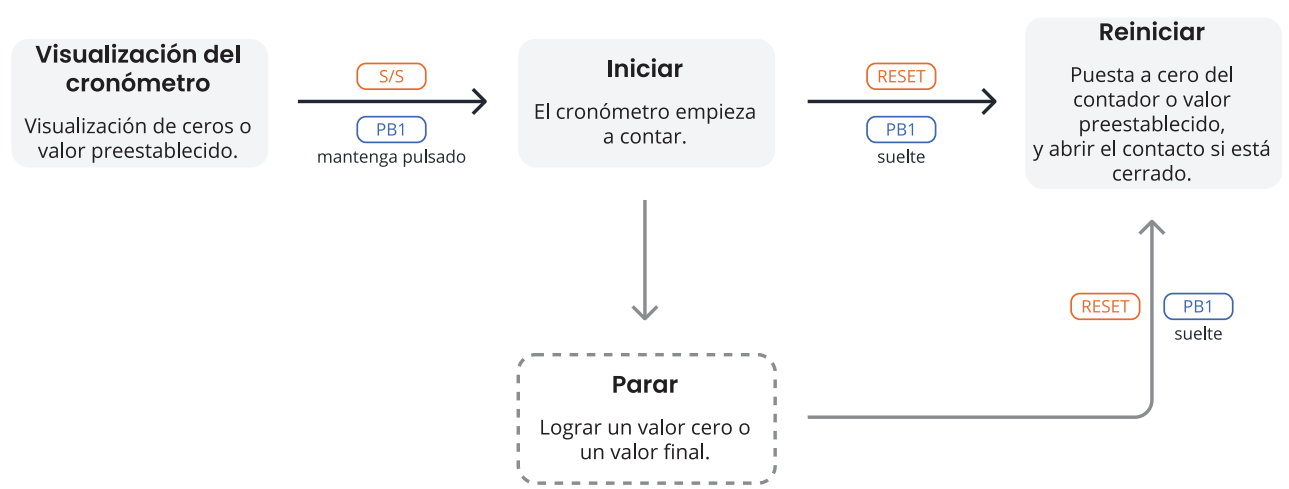 Visualización del
cronómetro
Visualización de ceros o
valor preestablecido.
S/S
PB1
mantenga pulsado
Iniciar
El cronómetro empieza
a contar.
RESET
PB1
suelte
Reiniciar
Puesta a cero del
contador o valor
preestablecido,
y abrir el contacto si está
cerrado.
RESET
PB1
suelte
Parar
Lograr un valor cero o
un valor final.